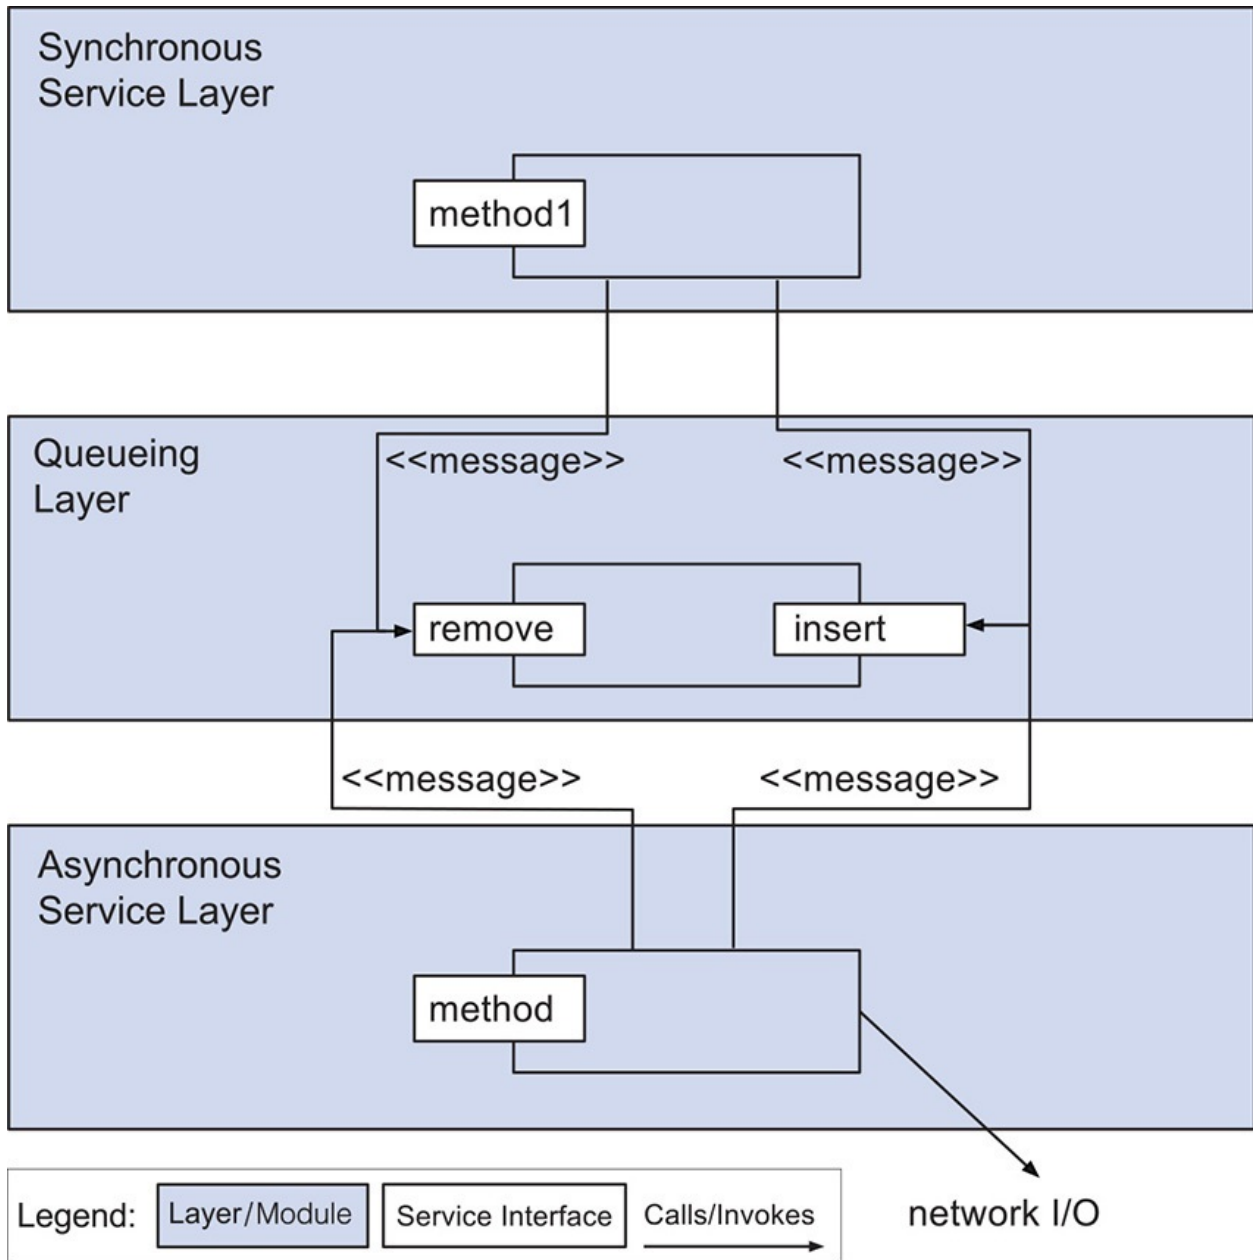 Synchronous
Service Layer
method1
Queueing
Layer
<<message>>
<<message>>
remove
insert
<<message>>
<<message>>
Asynchronous
Service Layer
method
Legend:
Layer/Module
Service Interface
Calls/Invokes
network I/O